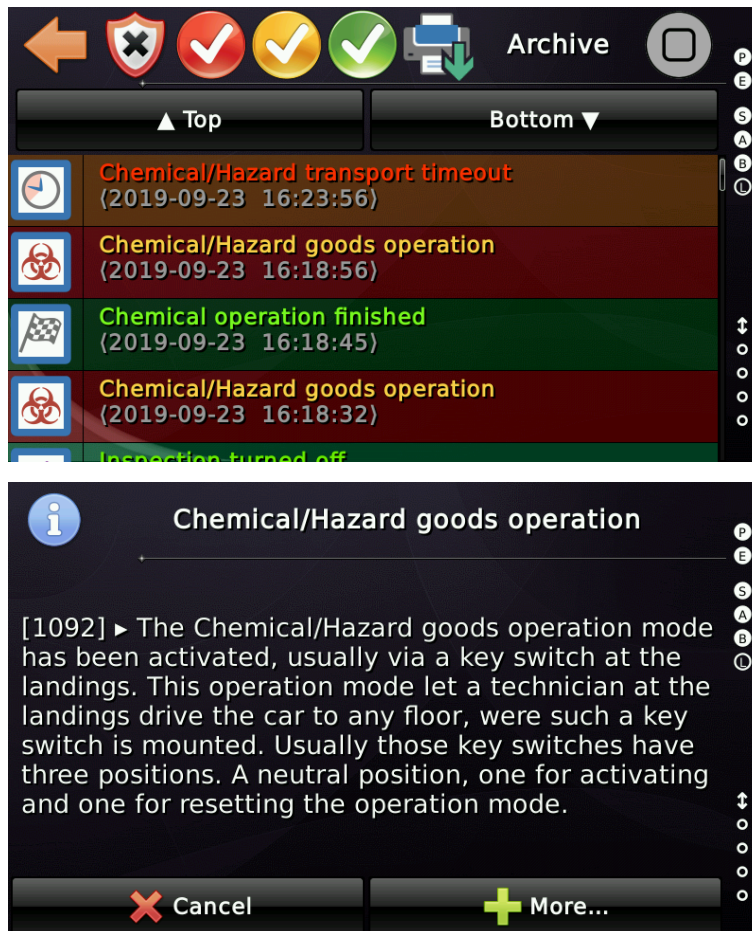 Archive
▲ Top
Bottom ▼
Chemical/Hazard transport timeout
(2019-09-23 16:23:56)
Chemical/Hazard goods operation
(2019-09-23 16:18:56)
Chemical operation finished
(2019-09-23 16:18:45)
Chemical/Hazard goods operation
(2019-09-23 16:18:32)
Inspection turned off
P
E
S
A
B
L
i
Chemical/Hazard goods operation
[1092] ▸ The Chemical/Hazard goods operation mode
has been activated, usually via a key switch at the
landings. This operation mode let a technician at the
landings drive the car to any floor, were such a key
switch is mounted. Usually those key switches have
three positions. A neutral position, one for activating
and one for resetting the operation mode.
Cancel
More...
P
E
S
A
B
L